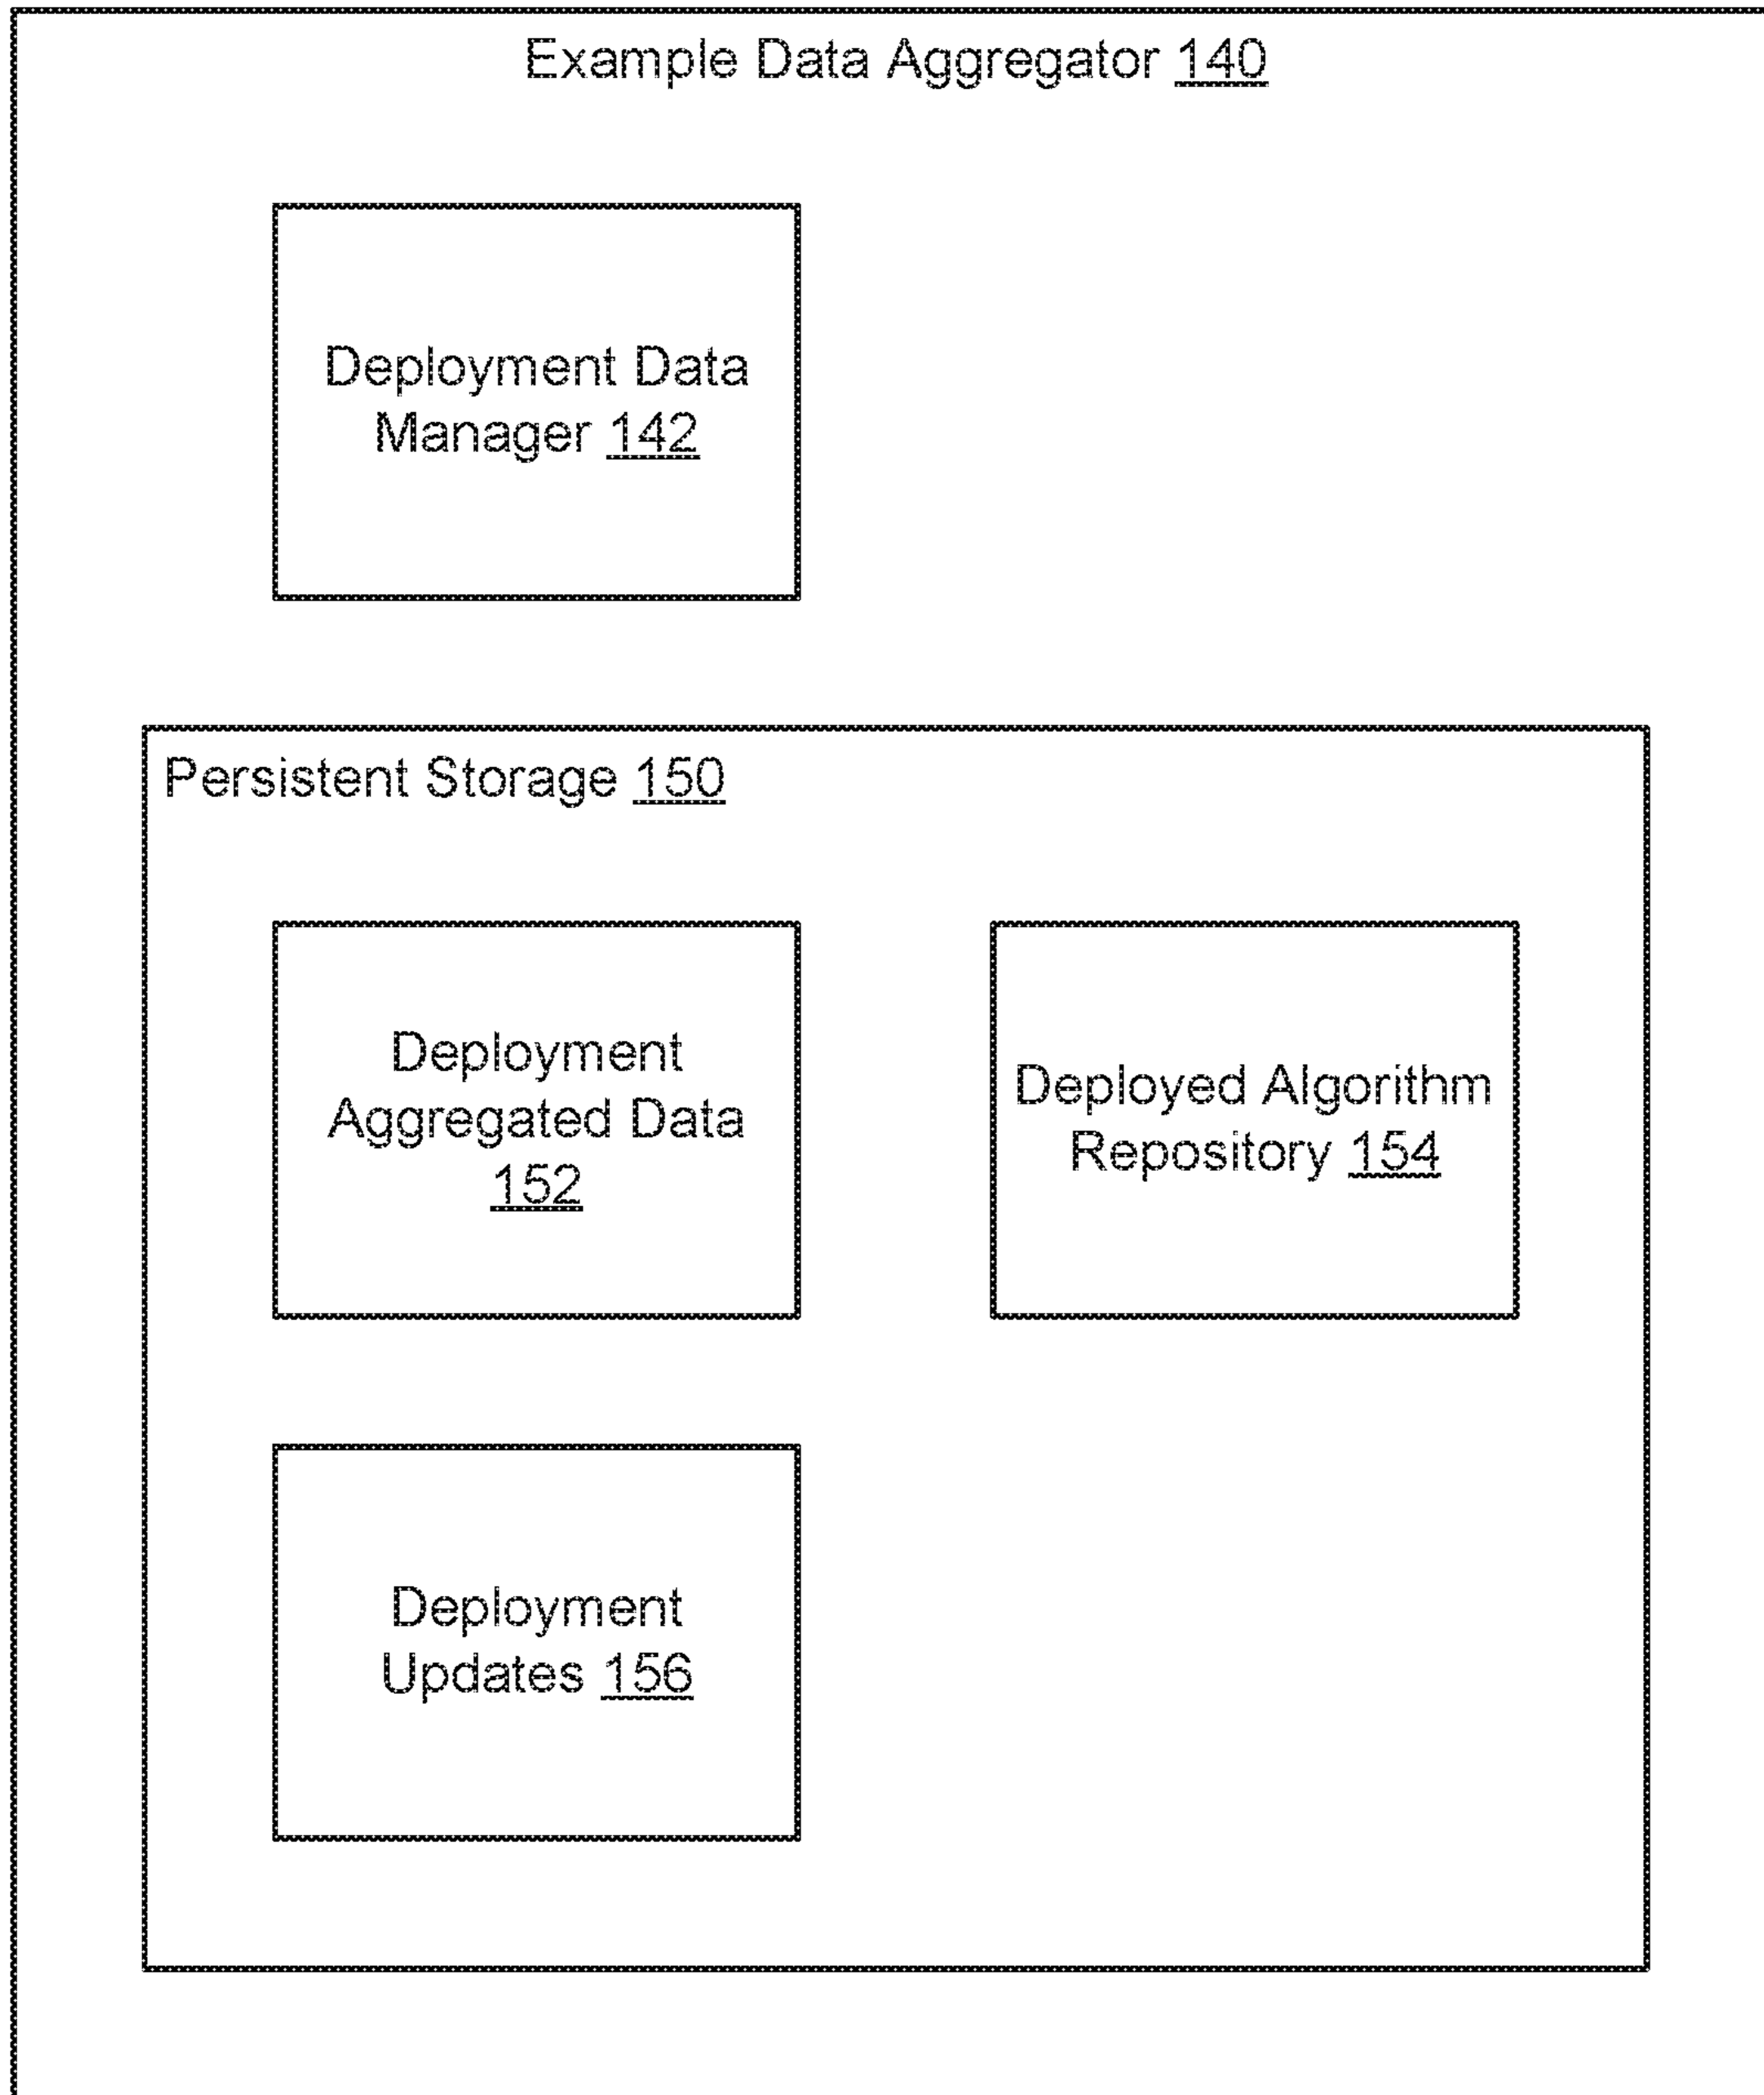 Example Data Aggregator 140
Deployment Data
Manager 142
Persistent Storage 150
Deployment
Aggregated Data
152
Deployed Algorithm
Repository 154
Deployment
Updates 156